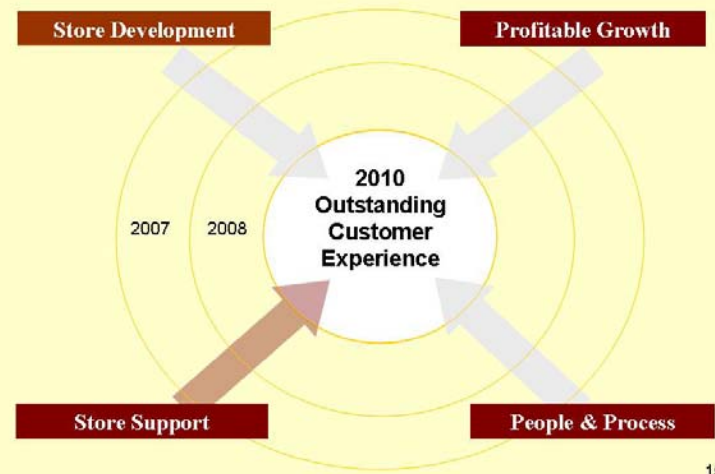 Store Development
Profitable Growth
2010
Outstanding
Customer
Experience
2007
2008
Store Support
People & Process